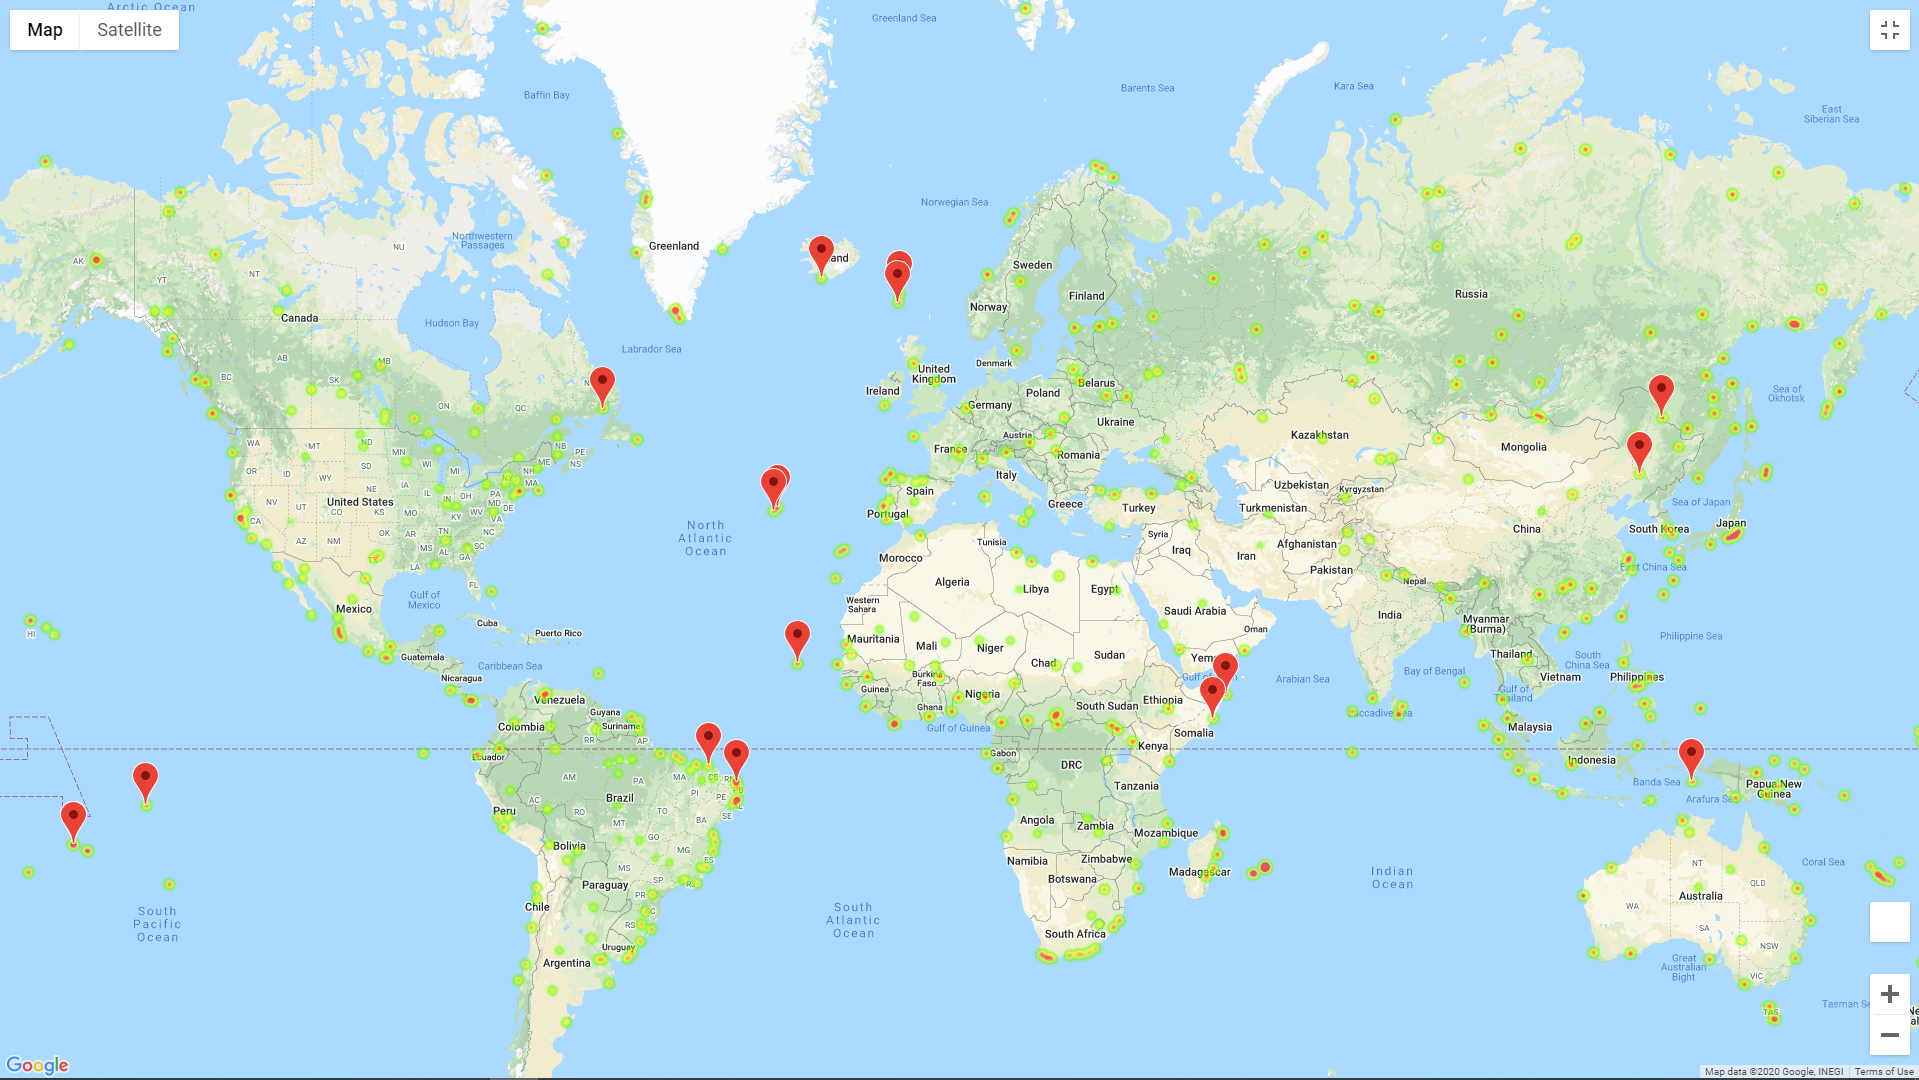 Map
Satellite
Arctic Ocean
Greenland Sea
Baffin Bay
Barents Sea
Kara Sea
East
Siberian Sea
Norwegian Sea
Northwestern
Passages
NU
Greenland
AK
YT
NT
Sweden
Finland
Norway
Russia
Canada
Hudson Bay
Labrador Sea
AB
MB
SK
BC
ON
QC
United
Kingdom
Denmark
Ireland
Belarus
Poland
Germany
Sea of
Okhotsk
Ukraine
Austria
France
Romania
Kazakhstan
Mongolia
WA
MT
ND
NB
PE
NS
OR
ID
SD
MN
WI
MI
ME
NH
NY
WY
NV
UT
United States
CO
IA
IL
IN
OH
PA
MA
NJ
MD
DE
KS
MO
KY
WV
VA
CA
AZ
NM
OK
AR
TN
NC
SC
MS
AL
GA
TX
LA
FL
Italy
Spain
Portugal
Greece
Turkey
Uzbekistan
Kyrgyzstan
Turkmenistan
Sea of Japan
China
South Korea
Japan
North
Atlantic
Ocean
Tunisia
Syria
Iraq
Iran
Afghanistan
Morocco
Pakistan
East China Sea
Algeria
Libya
Egypt
Nepal
Western
Sahara
Gulf of
Mexico
Mexico
Cuba
Puerto Rico
Saudi Arabia
Oman
India
Myanmar
(Burma)
HI
Philippine Sea
Mauritania
Mali
Niger
Chad
Sudan
Thailand
South
China Sea
Guatemala
Caribbean Sea
Nicaragua
Burkina
Faso
Guinea
Nigeria
Arabian Sea
Bay of Bengal
Vietnam
Philippines
Gulf of
Thailand
Venezuela
Guyana
Suriname
Colombia
Ghana
Gulf of Guinea
South Sudan
Ethiopia
Somalia
Laccadive Sea
Malaysia
RR
AP
Ecuador
Gabon
Kenya
DRC
Indonesia
Banda Sea
Papua New
Guinea
Arafura Sea
AM
PA
MA
CE
RN
PB
PI
PE
AL
SE
Brazil
AC
RO
TO
BA
Peru
Tanzania
Angola
Zambia
Mozambique
MT
GO
Bolivia
MG
ES
MS
SP
RJ
Paraguay
PR
SC
RS
Chile
Uruguay
Argentina
Namibia
Zimbabwe
Botswana
Madagascar
South Africa
Indian
Ocean
Coral Sea
NT
QLD
WA
Australia
SA
NSW
VIC
TAS
Great
Australian
Bight
South
Pacific
Ocean
South
Atlantic
Ocean
Google
Map data ©2020 Google, INEGI
Terms of Use